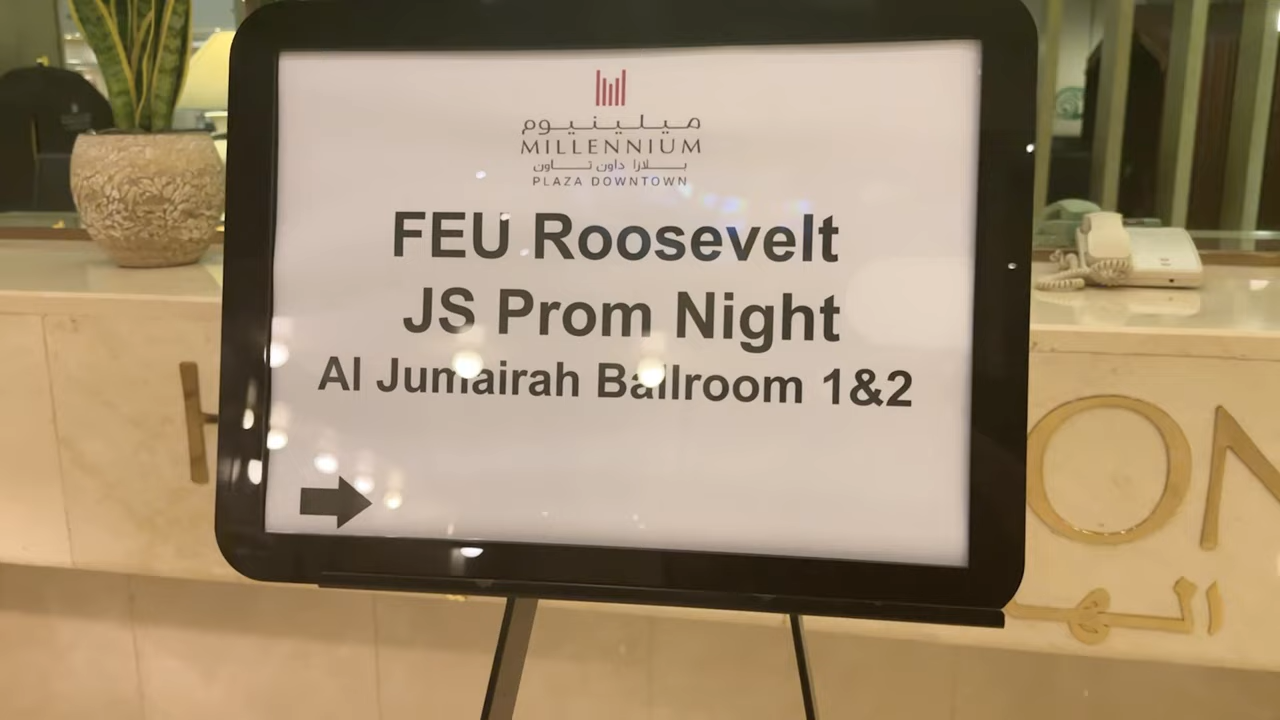 ميلينيوم
MILLENNIUM
بلازا داون تاون
PLAZA DOWNTOWN
FEU Roosevelt
JS Prom Night
Al Jumairah Ballroom 1&2